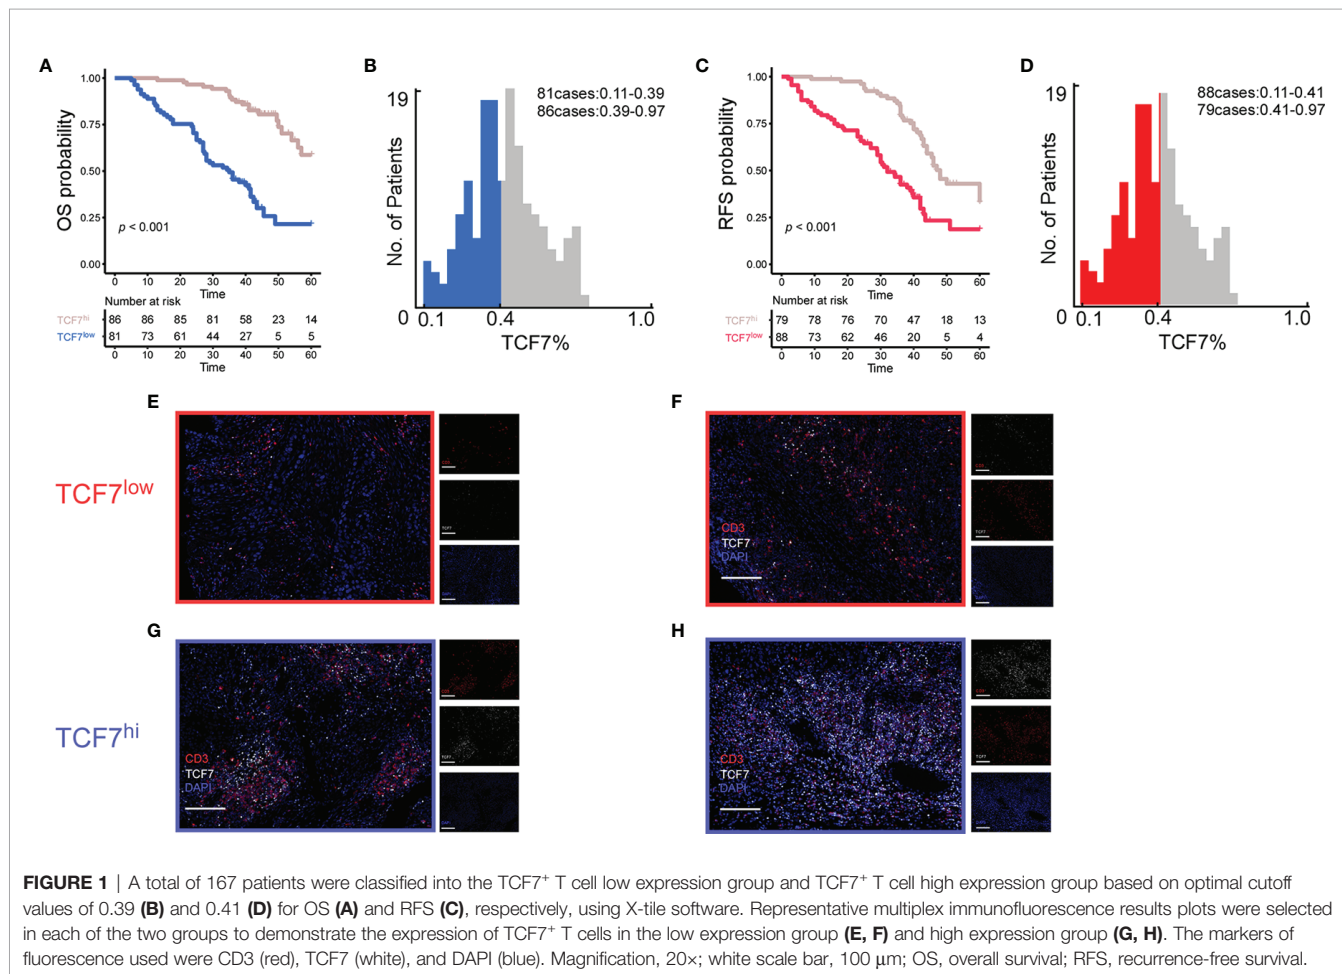 A
1.00
0.75
0.50
0.25
0.00
OS probability
p < 0.001
0 10 20 30 40 50 60
Time
Number at risk
TCF7hi 86 86 85 81 58 23 14
TCF7low 81 73 61 44 27 5 5
0 10 20 30 40 50 60
Time
B
19
No. of Patients
81cases:0.11-0.39
86cases:0.39-0.97
0 0.1 0.4 1.0
TCF7%
C
1.00
0.75
0.50
0.25
0.00
RFS probability
p < 0.001
0 10 20 30 40 50 60
Time
Number at risk
TCF7hi 79 78 76 70 47 18 13
TCF7low 88 73 62 46 20 5 4
0 10 20 30 40 50 60
Time
D
19
No. of Patients
88cases:0.11-0.41
79cases:0.41-0.97
0 0.1 0.4 1.0
TCF7%
E
F
TCF7low
CD3
TCF7
DAPI
G
H
TCF7hi
CD3
TCF7
DAPI
CD3
TCF7
DAPI
FIGURE 1 | A total of 167 patients were classified into the TCF7+ T cell low expression group and TCF7+ T cell high expression group based on optimal cutoff
values of 0.39 (B) and 0.41 (D) for OS (A) and RFS (C), respectively, using X-tile software. Representative multiplex immunofluorescence results plots were selected
in each of the two groups to demonstrate the expression of TCF7+ T cells in the low expression group (E, F) and high expression group (G, H). The markers of
fluorescence used were CD3 (red), TCF7 (white), and DAPI (blue). Magnification, 20×; white scale bar, 100 μm; OS, overall survival; RFS, recurrence-free survival.